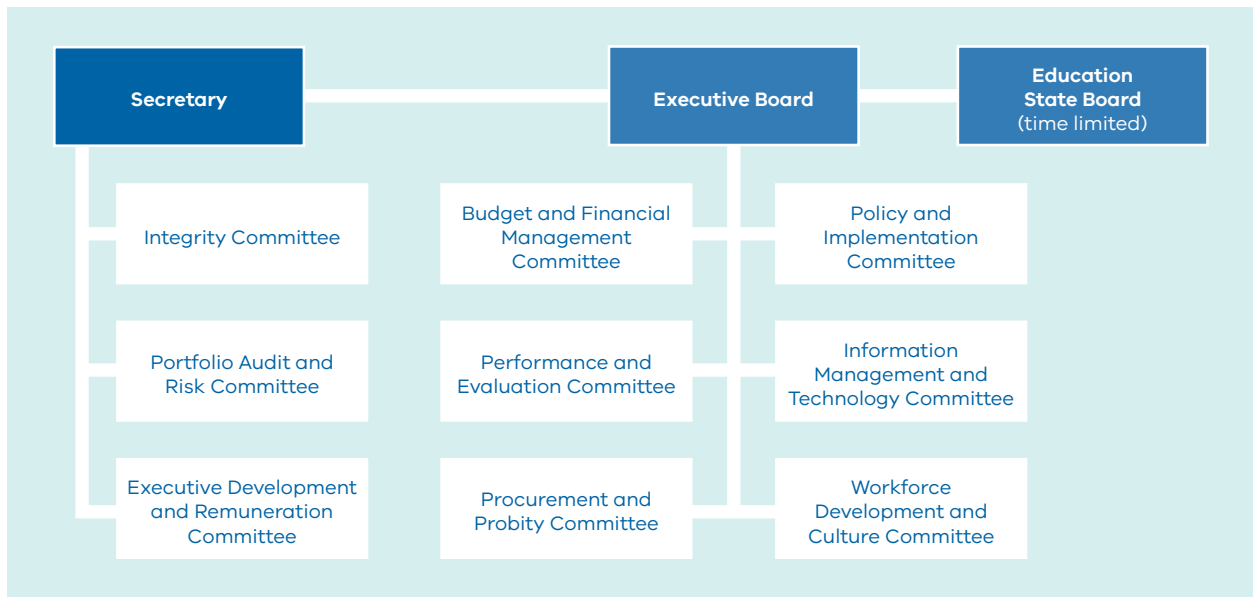 Secretary
Executive Board
Education
State Board
(time limited)
Integrity Committee
Budget and Financial
Management
Committee
Policy and
Implementation
Committee
Portfolio Audit and
Risk Committee
Performance and
Evaluation Committee
Information
Management and
Technology Committee
Executive Development
and Remuneration
Committee
Procurement and
Probity Committee
Workforce
Development and
Culture Committee